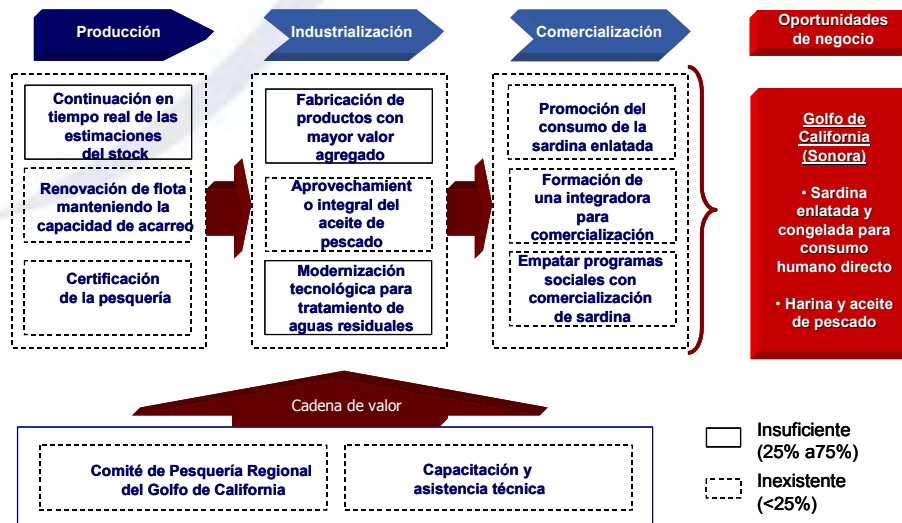 Producción
Industrialización
Comercialización
Oportunidades
de negocio
Continuación en
tiempo real de las
estimaciones
del stock
Renovación de flota
manteniendo la
capacidad de acarreo
Certificación
de la pesquería
Fabricación de
productos con
mayor valor
agregado
Aprovechamient
o integral del
aceite de
pescado
Modernización
tecnológica para
tratamiento de
aguas residuales
Promoción del
consumo de la
sardina enlatada
Formación de
una integradora
para
comercialización
Empatar programas
sociales con
comercialización
de sardina
Golfo de
California
(Sonora)
• Sardina
enlatada y
congelada para
consumo
humano directo
• Harina y aceite
de pescado
Cadena de valor
Comité de Pesquería Regional
del Golfo de California
Capacitación y
asistencia técnica
Insuficiente
(25% a75%)
Inexistente
(<25%)